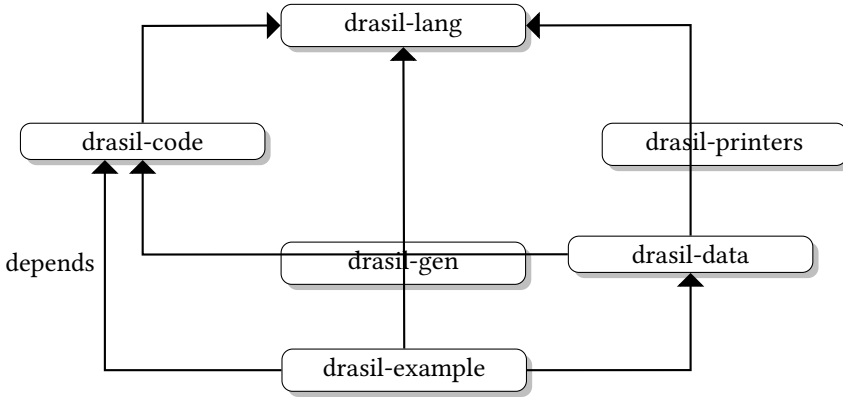 drasil-lang
drasil-code
drasil-printers
drasil-gen
drasil-data
depends
drasil-example